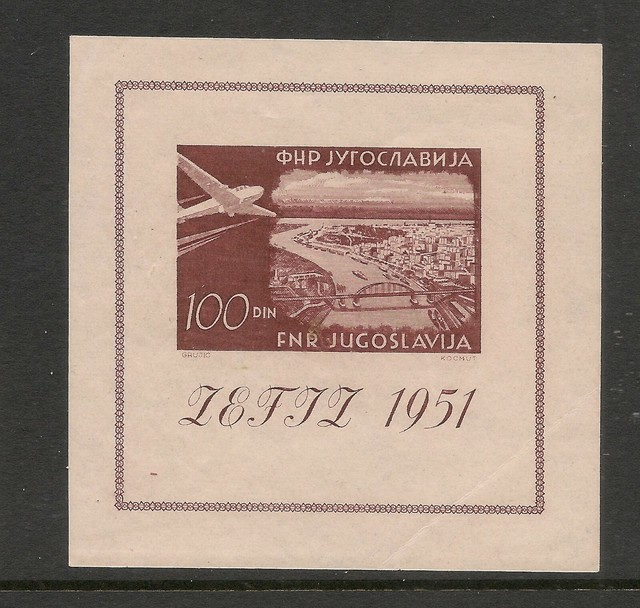 ФНР ЈУГОСЛАВИЈА
100 DIN
FNR JUGOSLAVIJA
GRUJIĆ KOCMUT
ZEFIZ 1951